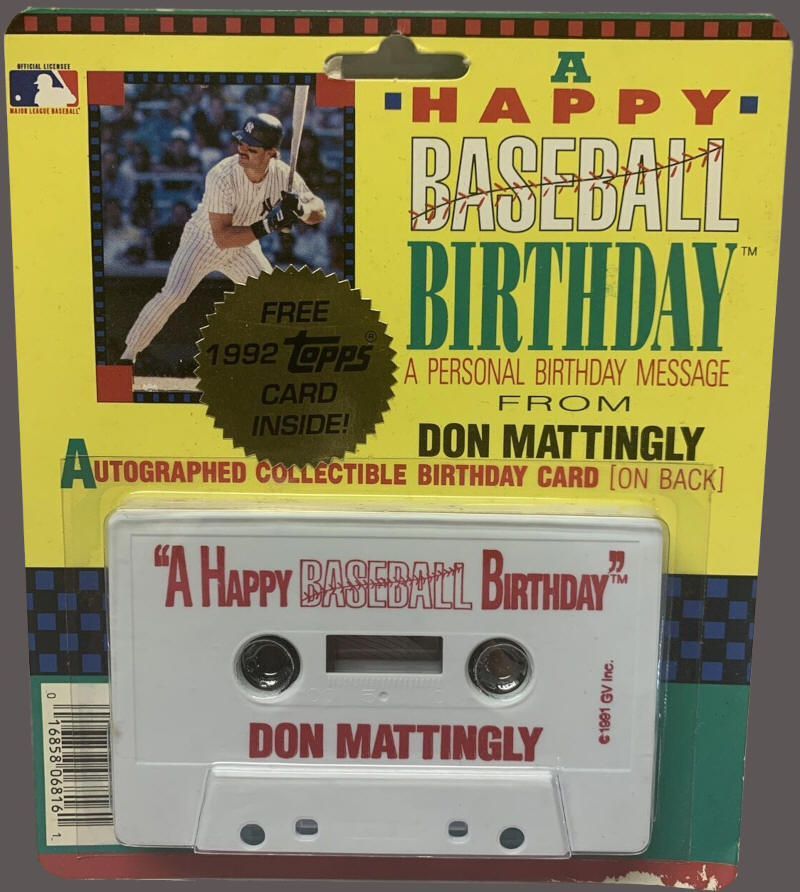 OFFICIAL LICENSEE
MAJOR LEAGUE BASEBALL
A
HAPPY
BASEBALL
BIRTHDAY™
A PERSONAL BIRTHDAY MESSAGE
FROM
DON MATTINGLY
FREE
1992 Topps®
CARD
INSIDE!
AUTOGRAPHED COLLECTIBLE BIRTHDAY CARD [ON BACK]
"A HAPPY BASEBALL BIRTHDAY"™
©1991 GV Inc.
DON MATTINGLY
0 16858 06816 1